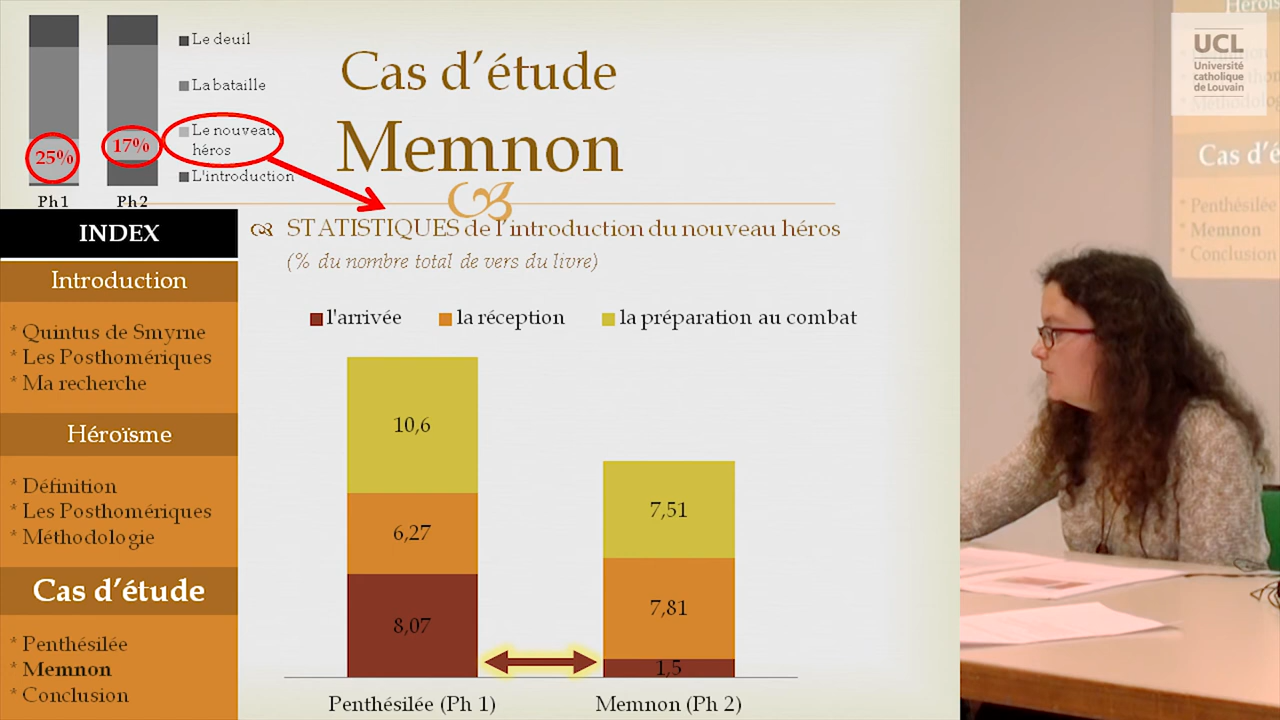 Le deuil
La bataille
Le nouveau
héros
L'introduction
25%
17%
Ph 1
Ph 2
Cas d'étude
Memnon
INDEX
Introduction
* Quintus de Smyrne
* Les Posthomériques
* Ma recherche
Héroïsme
* Définition
* Les Posthomériques
* Méthodologie
Cas d'étude
* Penthésilée
* Memnon
* Conclusion
STATISTIQUES de l'introduction du nouveau héros
(% du nombre total de vers du livre)
l'arrivée
la réception
la préparation au combat
10,6
6,27
8,07
7,51
7,81
1,5
Penthésilée (Ph 1)
Memnon (Ph 2)
UCL
Université
catholique
de Louvain
Cas d'é
* Penthésilée
* Memnon
* Conclusion